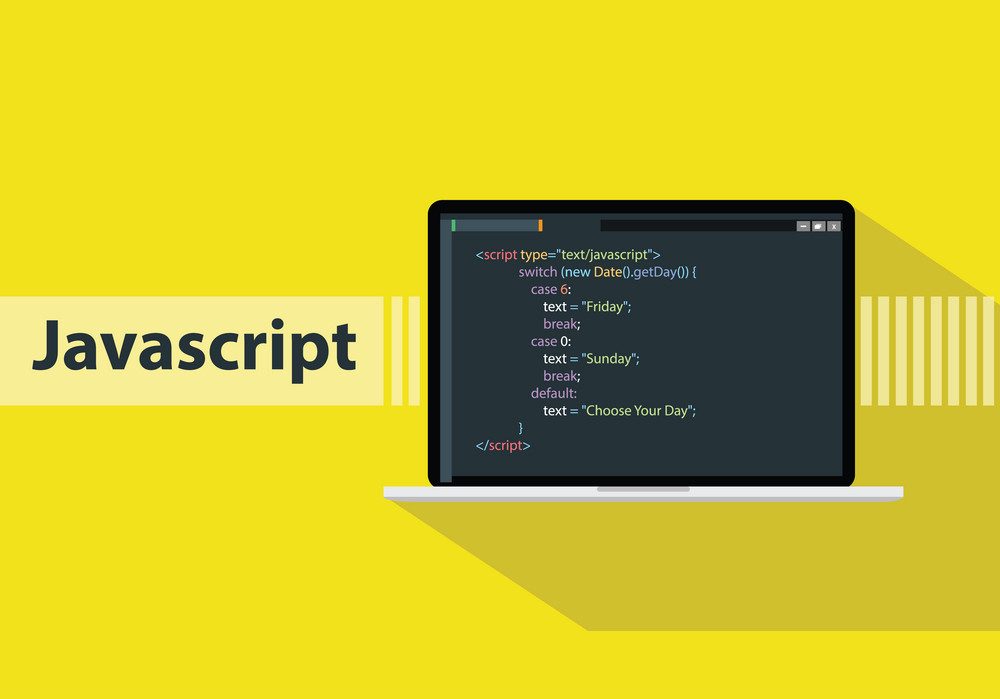 Javascript
<script type="text/javascript">
switch (new Date().getDay()) {
case 6:
text = "Friday";
break;
case 0:
text = "Sunday";
break;
default:
text = "Choose Your Day";
}
</script>